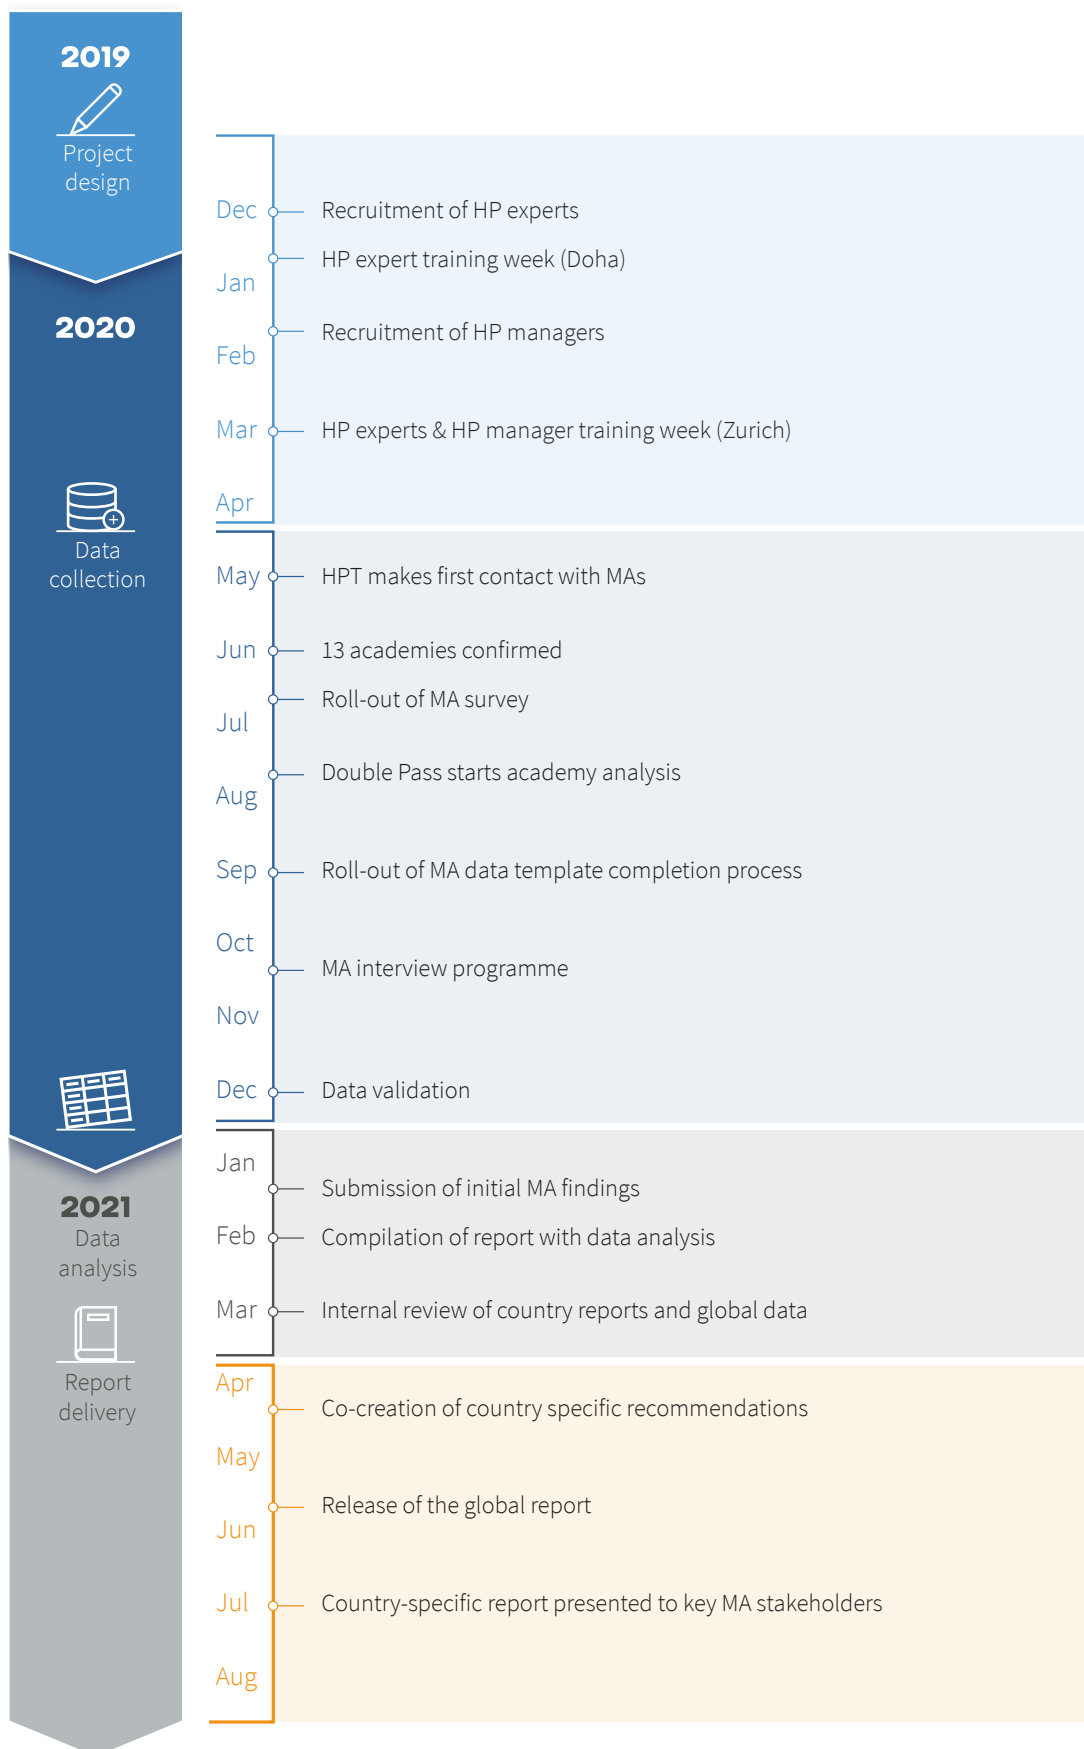 2019
Project
design
Dec
Recruitment of HP experts
HP expert training week (Doha)
Jan
2020
Recruitment of HP managers
Feb
Mar
HP experts & HP manager training week (Zurich)
Apr
Data
collection
May
HPT makes first contact with MAs
Jun
13 academies confirmed
Roll-out of MA survey
Jul
Double Pass starts academy analysis
Aug
Sep
Roll-out of MA data template completion process
Oct
MA interview programme
Nov
Dec
Data validation
Jan
Submission of initial MA findings
2021
Data
analysis
Feb
Compilation of report with data analysis
Mar
Internal review of country reports and global data
Report
delivery
Apr
Co-creation of country specific recommendations
May
Release of the global report
Jun
Jul
Country-specific report presented to key MA stakeholders
Aug